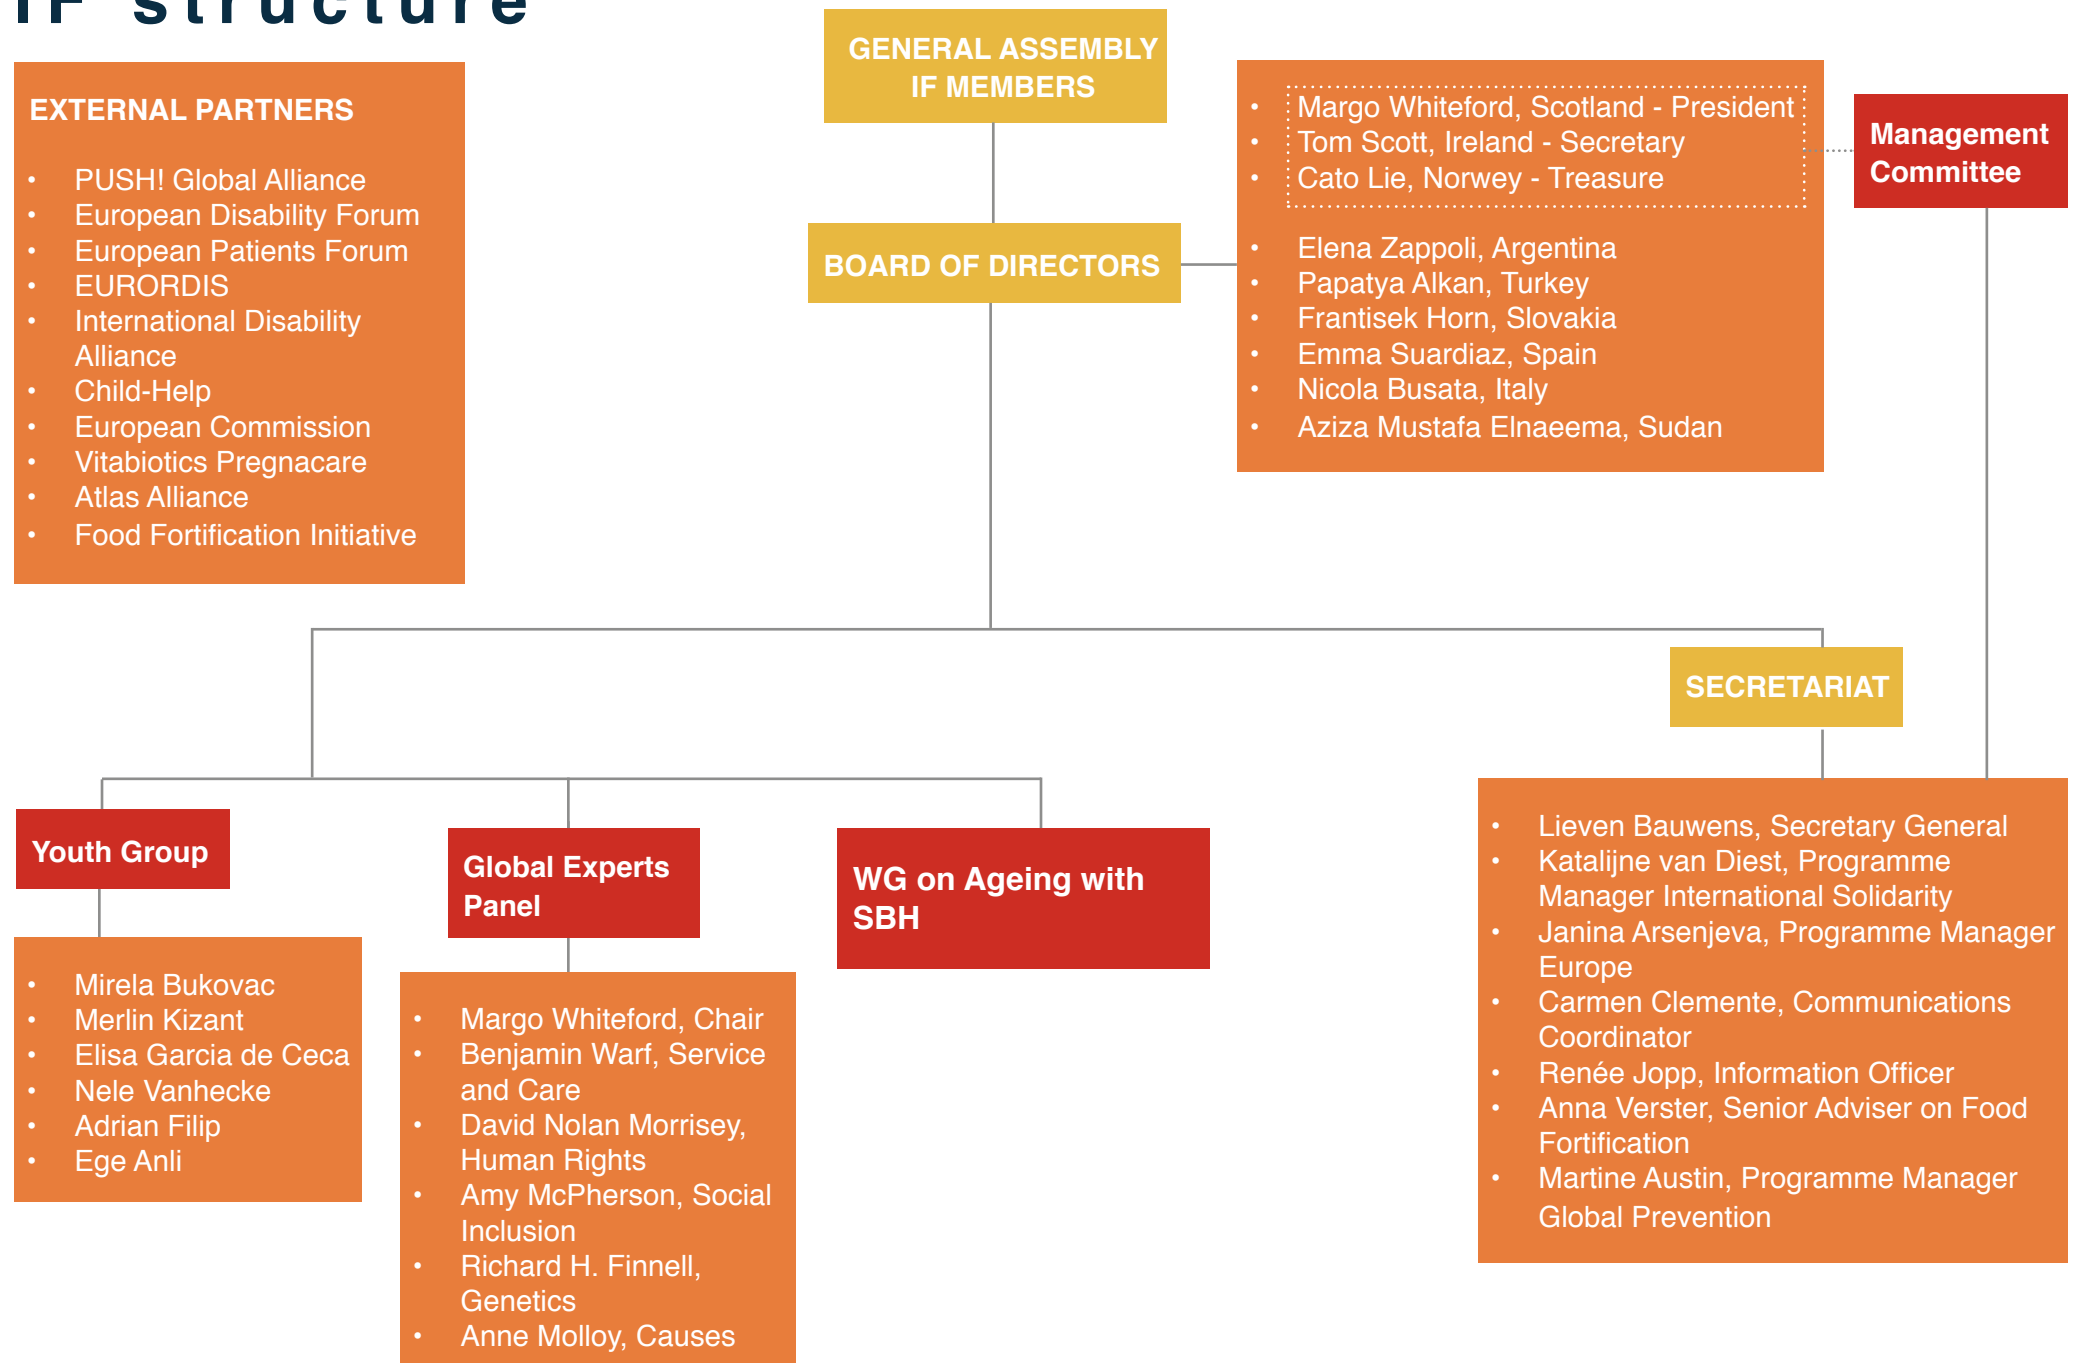 IF structure
GENERAL ASSEMBLY
IF MEMBERS
EXTERNAL PARTNERS
• PUSH! Global Alliance
• European Disability Forum
• European Patients Forum
• EURORDIS
• International Disability
Alliance
• Child-Help
• European Commission
• Vitabiotics Pregnacare
• Atlas Alliance
• Food Fortification Initiative
BOARD OF DIRECTORS
• Margo Whiteford, Scotland - President
• Tom Scott, Ireland - Secretary
• Cato Lie, Norwey - Treasure
• Elena Zappoli, Argentina
• Papatya Alkan, Turkey
• Frantisek Horn, Slovakia
• Emma Suardiaz, Spain
• Nicola Busata, Italy
• Aziza Mustafa Elnaeema, Sudan
Management
Committee
SECRETARIAT
Youth Group
• Mirela Bukovac
• Merlin Kizant
• Elisa Garcia de Ceca
• Nele Vanhecke
• Adrian Filip
• Ege Anli
Global Experts
Panel
• Margo Whiteford, Chair
• Benjamin Warf, Service
and Care
• David Nolan Morrisey,
Human Rights
• Amy McPherson, Social
Inclusion
• Richard H. Finnell,
Genetics
• Anne Molloy, Causes
WG on Ageing with
SBH
• Lieven Bauwens, Secretary General
• Katalijne van Diest, Programme
Manager International Solidarity
• Janina Arsenjeva, Programme Manager
Europe
• Carmen Clemente, Communications
Coordinator
• Renée Jopp, Information Officer
• Anna Verster, Senior Adviser on Food
Fortification
• Martine Austin, Programme Manager
Global Prevention